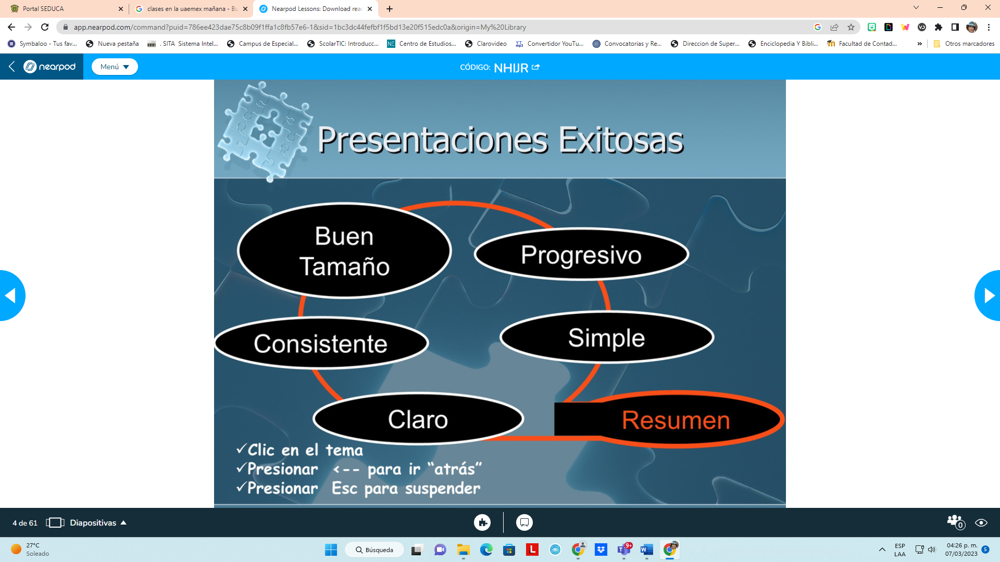 Portal SEDUCA
clases en la uaemex mañana - Bu
Nearpod Lessons: Download read
app.nearpod.com/command?puid=786ee423dae75c8b09f1ffa1c8fb57e6-1&sid=1bc3dc44fefbf1f5bd13e20f515edc0a&origin=My%20Library
Symbaloo - Tus fav...
Nueva pestaña
. SITA Sistema Intel...
Campus de Especial...
ScolarTIC: Introducc...
NE Centro de Estudios...
Clarovideo
YT mp3 Convertidor YouTu...
Convocatorias y Re...
Direccion de Super...
Enciclopedia Y Bibli...
Facultad de Contad...
» Otros marcadores
nearpod
Menú
CÓDIGO: NHIJR
Presentaciones Exitosas
Buen
Tamaño
Progresivo
Consistente
Simple
Claro
Resumen
✓Clic en el tema
✓Presionar <-- para ir “atrás”
✓Presionar Esc para suspender
4 de 61
Diapositivas
0
27°C
Soleado
Búsqueda
L
9+
W
ESP
LAA
04:26 p. m.
07/03/2023
5